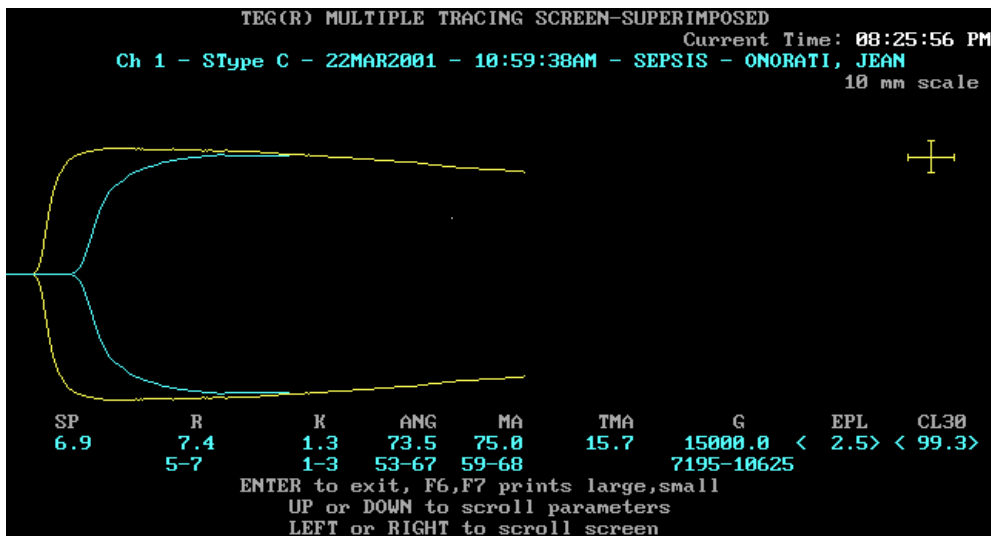 TEG(R) MULTIPLE TRACING SCREEN-SUPERIMPOSED
Current Time: 08:25:56 PM
Ch 1 - SType C - 22MAR2001 - 10:59:38AM - SEPSIS - ONORATI, JEAN
10 mm scale
SP R K ANG MA TMA G EPL CL30
6.9 7.4 1.3 73.5 75.0 15.7 15000.0 < 2.5> < 99.3>
5-7 1-3 53-67 59-68 7195-10625
ENTER to exit, F6,F7 prints large,small
UP or DOWN to scroll parameters
LEFT or RIGHT to scroll screen